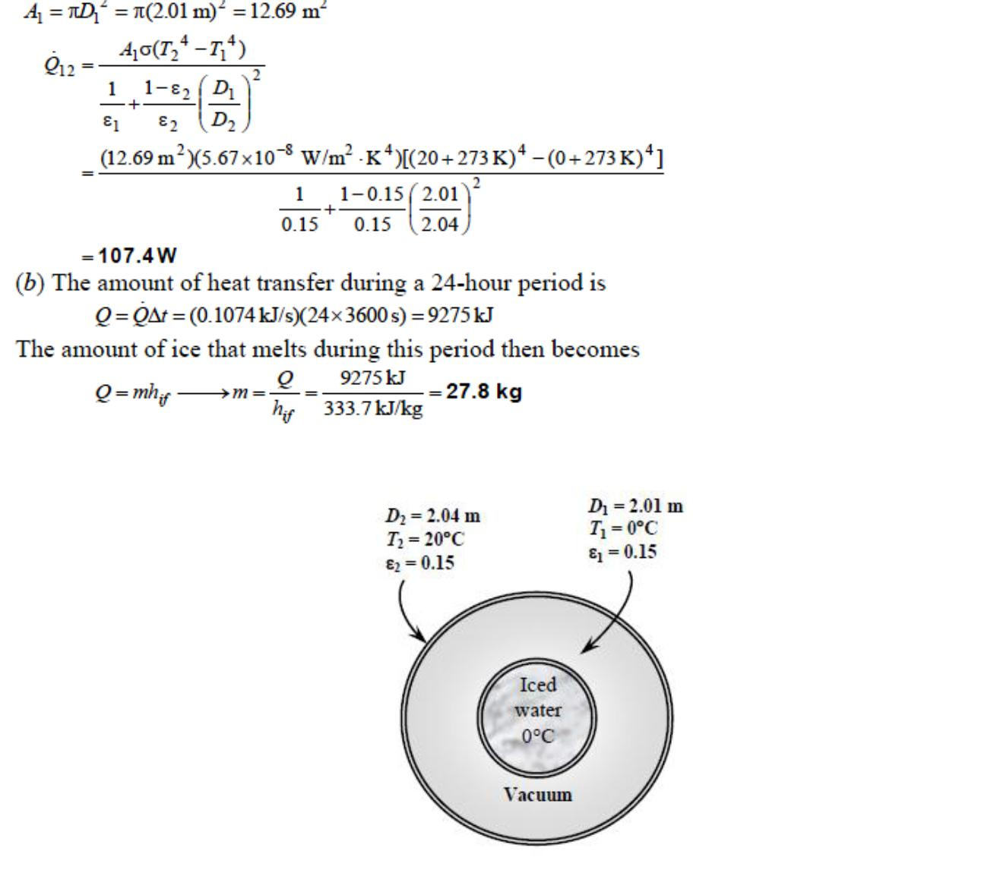 A₁ = πD₁² = π(2.01 m)² = 12.69 m²
Q̇₁₂ = A₁σ(T₂⁴ − T₁⁴) / (1/ε₁ + (1−ε₂)/ε₂ (D₁/D₂)²)
= (12.69 m²)(5.67×10⁻⁸ W/m² ·K⁴)[(20+273 K)⁴ − (0+273 K)⁴] / (1/0.15 + (1−0.15)/0.15 (2.01/2.04)²)
= 107.4 W
(b) The amount of heat transfer during a 24-hour period is
Q = Q̇Δt = (0.1074 kJ/s)(24×3600 s) = 9275 kJ
The amount of ice that melts during this period then becomes
Q = mh_if ⟶ m = Q/h_if = 9275 kJ / 333.7 kJ/kg = 27.8 kg
D₂ = 2.04 m
T₂ = 20°C
ε₂ = 0.15
D₁ = 2.01 m
T₁ = 0°C
ε₁ = 0.15
Iced
water
0°C
Vacuum